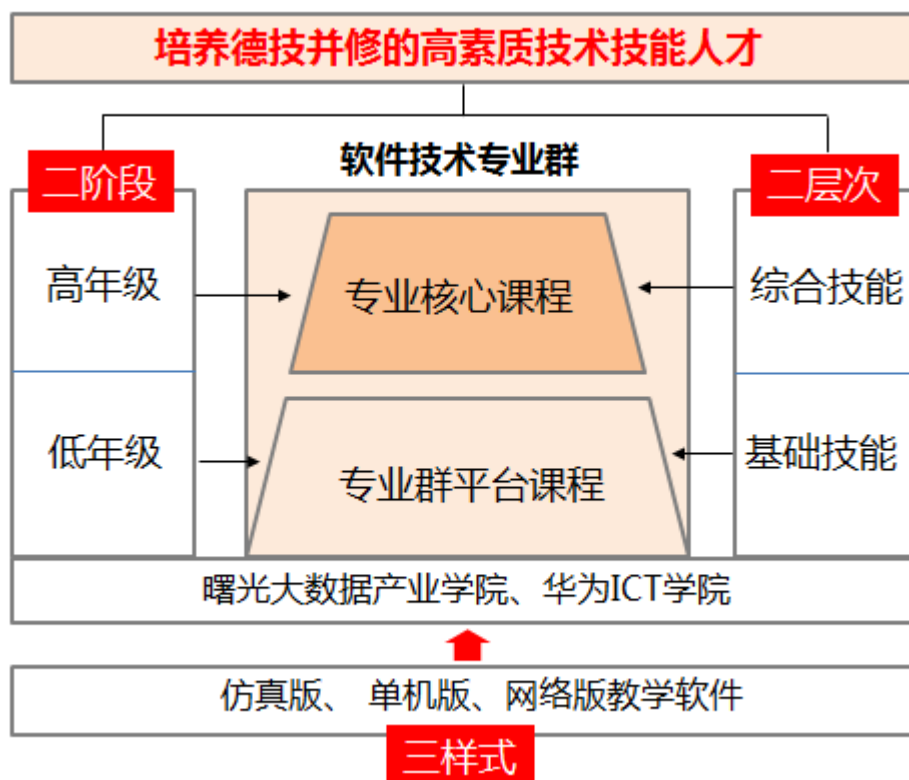 培养德技并修的高素质技术技能人才
软件技术专业群
二阶段
二层次
高年级
专业核心课程
综合技能
低年级
专业群平台课程
基础技能
曙光大数据产业学院、华为ICT学院
仿真版、 单机版、网络版教学软件
三样式